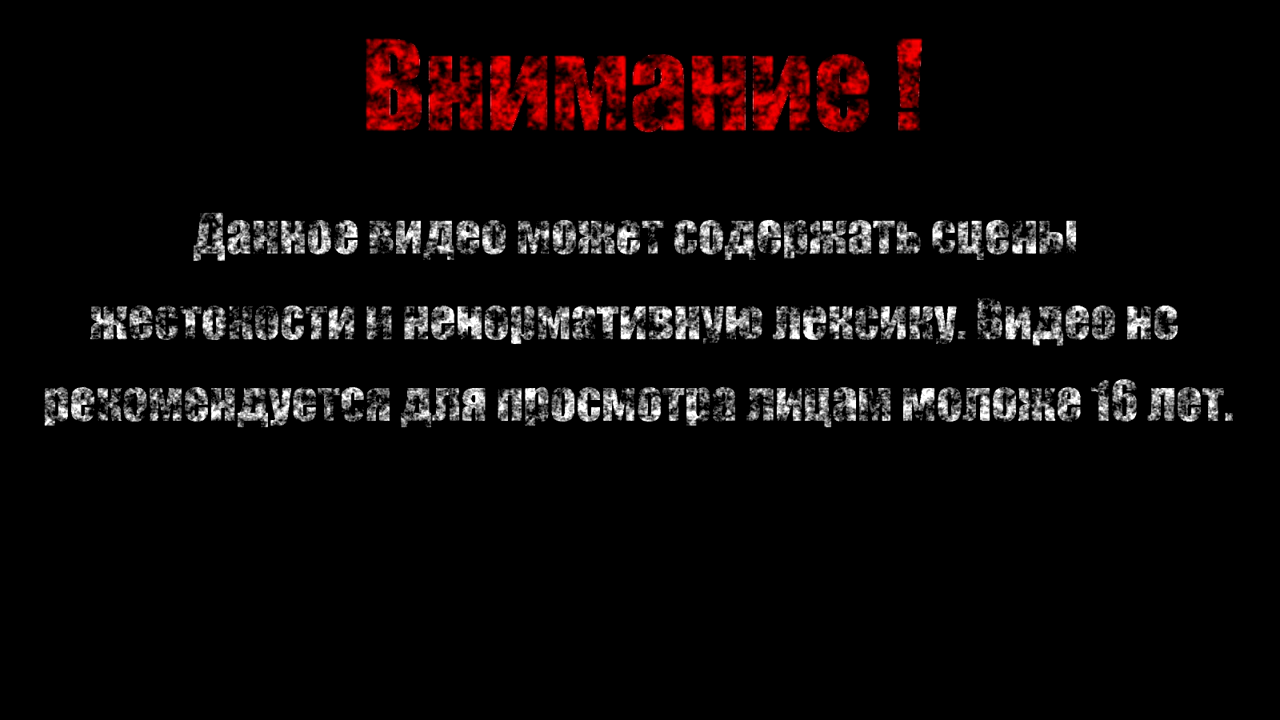 Внимание !
Данное видео может содержать сцены
жестокости и ненормативную лексику. Видео не
рекомендуется для просмотра лицам моложе 16 лет.